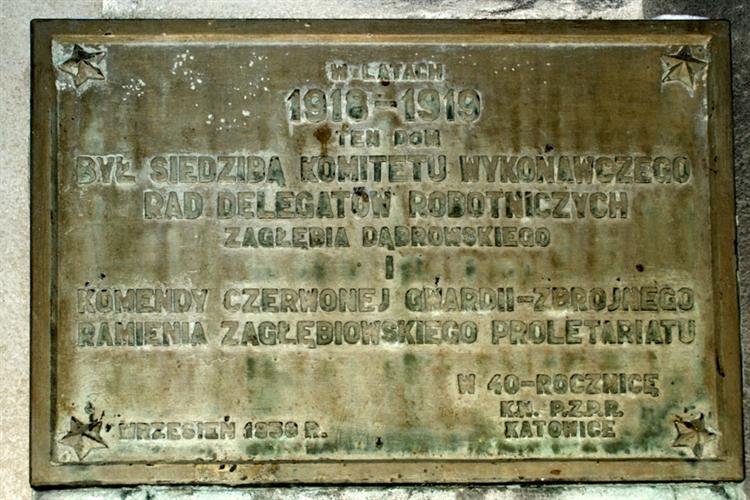 W LATACH
1918-1919
TEN DOM
BYŁ SIEDZIBĄ KOMITETU WYKONAWCZEGO
RAD DELEGATÓW ROBOTNICZYCH
ZAGŁĘBIA DĄBROWSKIEGO
I
KOMENDY CZERWONEJ GWARDII-ZBROJNEGO
RAMIENIA ZAGŁĘBIOWSKIEGO PROLETARIATU
W 40-ROCZNICĘ
K.W. P.Z.P.R.
WRZESIEŃ 1958 R. KATOWICE